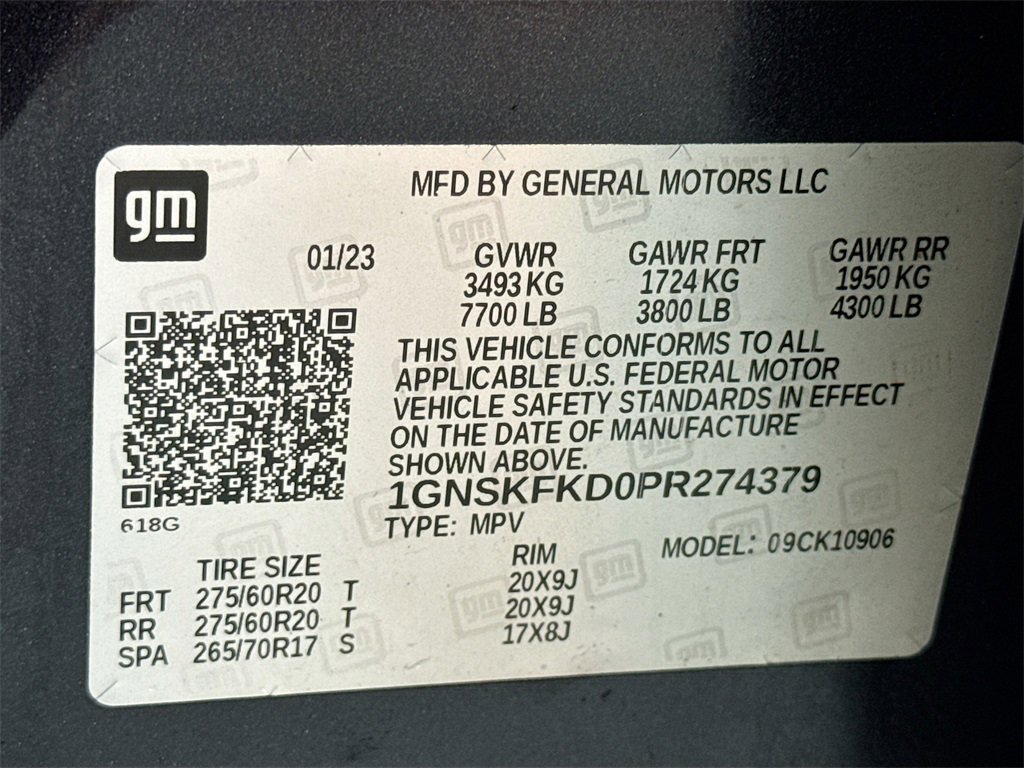 gm
MFD BY GENERAL MOTORS LLC
01/23 GVWR GAWR FRT GAWR RR
3493 KG 1724 KG 1950 KG
7700 LB 3800 LB 4300 LB
THIS VEHICLE CONFORMS TO ALL
APPLICABLE U.S. FEDERAL MOTOR
VEHICLE SAFETY STANDARDS IN EFFECT
ON THE DATE OF MANUFACTURE
SHOWN ABOVE.
1GNSKFKD0PR274379
618G
TYPE: MPV
MODEL: 09CK10906
TIRE SIZE RIM
FRT 275/60R20 T 20X9J
RR 275/60R20 T 20X9J
SPA 265/70R17 S 17X8J